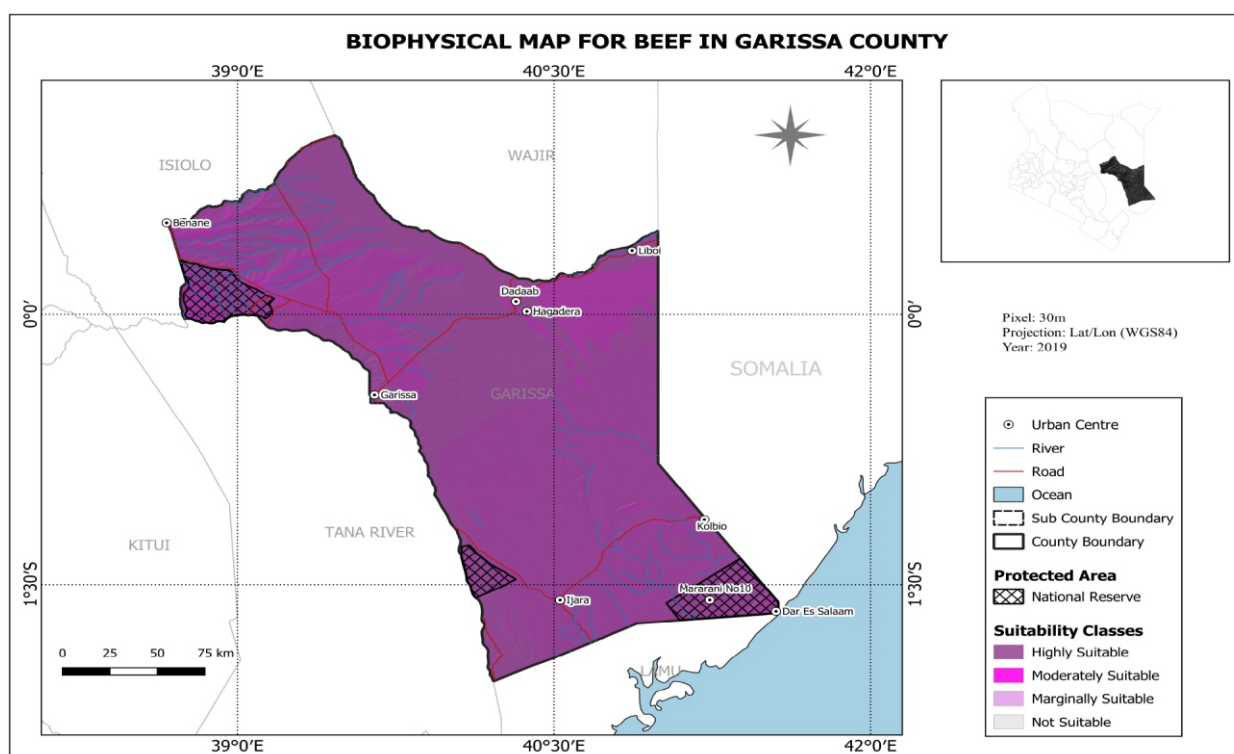 BIOPHYSICAL MAP FOR BEEF IN GARISSA COUNTY
39°0'E
40°30'E
42°0'E
ISIOLO
WAJIR
Benane
Liboi
Dadaab
Hagadera
0°0'
0°0'
SOMALIA
Garissa
GARISSA
TANA RIVER
KITUI
Kolbio
1°30'S
1°30'S
Mararani No10
Ijara
Dar Es Salaam
LAMU
0 25 50 75 km
39°0'E
40°30'E
42°0'E
Pixel: 30m
Projection: Lat/Lon (WGS84)
Year: 2019
Urban Centre
River
Road
Ocean
Sub County Boundary
County Boundary
Protected Area
National Reserve
Suitability Classes
Highly Suitable
Moderately Suitable
Marginally Suitable
Not Suitable